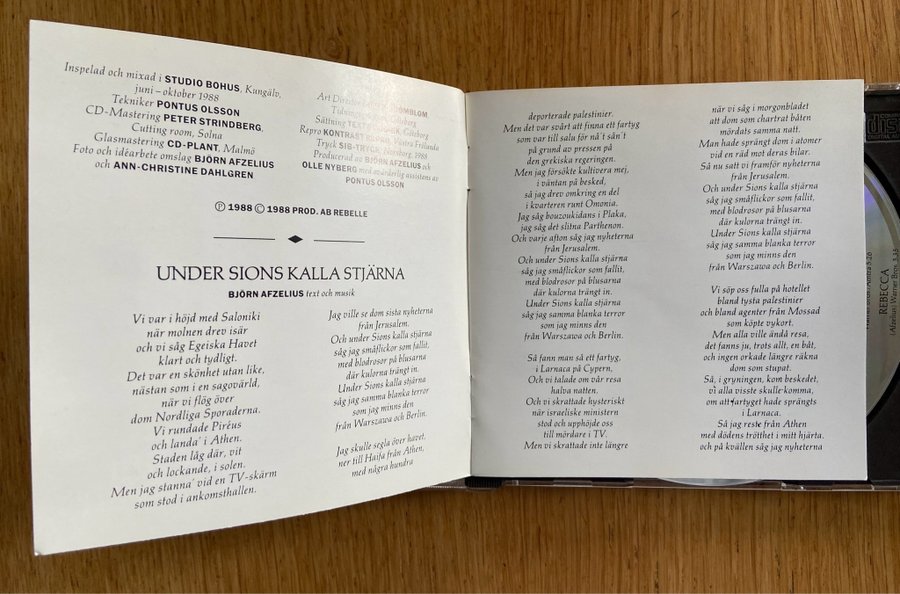 Inspelad och mixad i STUDIO BOHUS, Kungälv,
juni – oktober 1988
Tekniker PONTUS OLSSON
CD-Mastering PETER STRINDBERG,
Cutting room, Solna
Glasmastering CD-PLANT, Malmö
Foto och idéarbete omslag BJÖRN AFZELIUS
och ANN-CHRISTINE DAHLGREN
Art Director
Göteborg
Sättning Göteborg
Repro KONTRAST Västra Frölunda
Tryck SIB-TRYCK, Norsborg, 1988
Producerad av BJÖRN AFZELIUS och
OLLE NYBERG med ovärderlig assistens av
PONTUS OLSSON
Ⓟ 1988 © 1988 PROD. AB REBELLE
UNDER SIONS KALLA STJÄRNA
BJÖRN AFZELIUS text och musik
Vi var i höjd med Saloniki
när molnen drev isär
och vi såg Egeiska Havet
klart och tydligt.
Det var en skönhet utan like,
nästan som i en sagovärld,
när vi flög över
dom Nordliga Sporaderna.
Vi rundade Piréus
och landa' i Athen.
Staden låg där, vit
och lockande, i solen.
Men jag stanna' vid en TV-skärm
som stod i ankomsthallen.
Jag ville se dom sista nyheterna
från Jerusalem.
Och under Sions kalla stjärna
såg jag småflickor som fallit,
med blodrosor på blusarna
där kulorna trängt in.
Under Sions kalla stjärna
såg jag samma blanka terror
som jag minns den
från Warszawa och Berlin.
Jag skulle segla över havet,
ner till Haifa från Athen,
med några hundra
deporterade palestinier.
Men det var svårt att finna ett fartyg
som var till salu för nå't sån't
på grund av pressen på
den grekiska regeringen.
Men jag försökte kultivera mej,
i väntan på besked,
så jag drev omkring en del
i kvarteren runt Omonia.
Jag såg bouzoukidans i Plaka,
jag såg det slitna Parthenon.
Och varje afton såg jag nyheterna
från Jerusalem.
Och under Sions kalla stjärna
såg jag småflickor som fallit,
med blodrosor på blusarna
där kulorna trängt in.
Under Sions kalla stjärna
såg jag samma blanka terror
som jag minns den
från Warszawa och Berlin.
Så fann man så ett fartyg,
i Larnaca på Cypern,
Och vi talade om vår resa
halva natten.
Och vi skrattade hysteriskt
när israeliske ministern
stod och upphöjde oss
till mördare i TV.
Men vi skrattade inte längre
när vi såg i morgonbladet
att dom som chartrat båten
mördats samma natt.
Man hade sprängt dom i atomer
vid en räd mot deras bilar.
Så nu satt vi framför nyheterna
från Jerusalem.
Och under Sions kalla stjärna
såg jag småflickor som fallit,
med blodrosor på blusarna
där kulorna trängt in.
Under Sions kalla stjärna
såg jag samma blanka terror
som jag minns den
från Warszawa och Berlin.
Vi söp oss fulla på hotellet
bland tysta palestinier
och bland agenter från Mossad
som köpte vykort.
Men alla ville ändå resa,
det fanns ju, trots allt, en båt,
och ingen orkade längre räkna
dom som stupat.
Så, i gryningen, kom beskedet,
vi alla visste skulle komma,
om att fartyget hade sprängts
i Larnaca.
Så jag reste från Athen
med dödens trötthet i mitt hjärta,
och på kvällen såg jag nyheterna
REBECCA